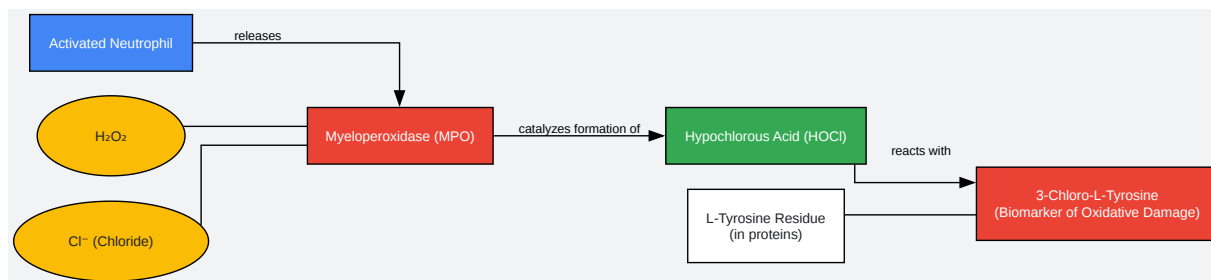 Activated Neutrophil
releases
H₂O₂
Myeloperoxidase (MPO)
catalyzes formation of
Hypochlorous Acid (HOCl)
reacts with
3-Chloro-L-Tyrosine
(Biomarker of Oxidative Damage)
L-Tyrosine Residue
(in proteins)
Cl⁻ (Chloride)